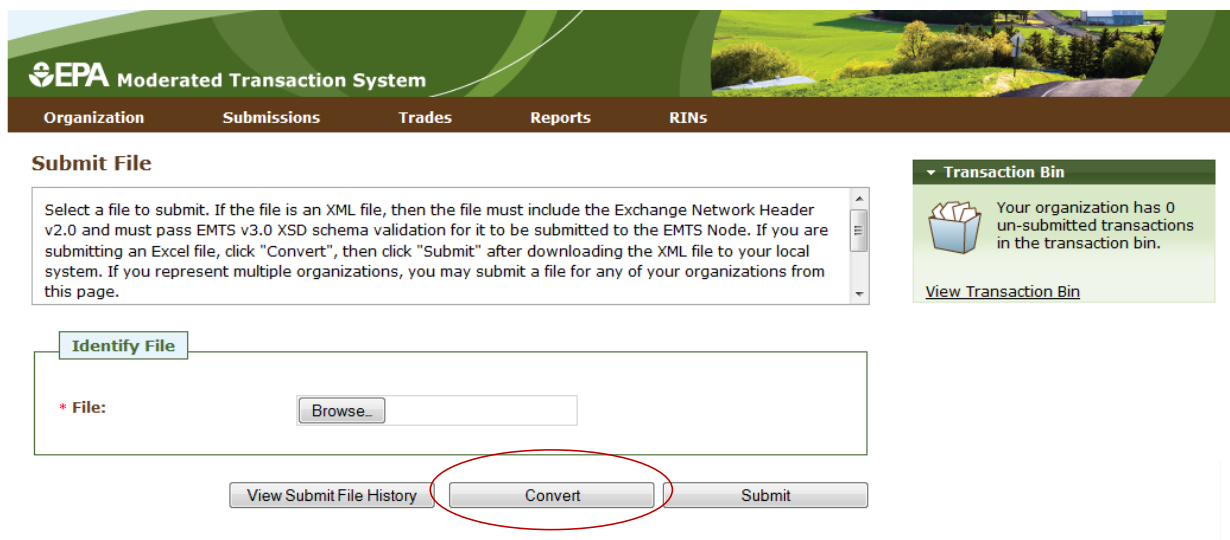 EPA Moderated Transaction System
Organization Submissions Trades Reports RINs
Submit File
Select a file to submit. If the file is an XML file, then the file must include the Exchange Network Header
v2.0 and must pass EMTS v3.0 XSD schema validation for it to be submitted to the EMTS Node. If you are
submitting an Excel file, click "Convert", then click "Submit" after downloading the XML file to your local
system. If you represent multiple organizations, you may submit a file for any of your organizations from
this page.
Transaction Bin
Your organization has 0
un-submitted transactions
in the transaction bin.
View Transaction Bin
Identify File
* File:
Browse...
View Submit File History Convert Submit